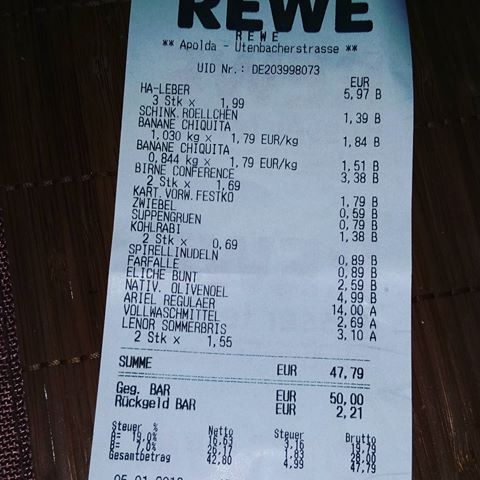 REWE
REWE
** Apolda - Utenbacherstrasse **
UID Nr.: DE203998073
EUR
HA-LEBER 5,97 B
3 Stk x 1,99
SCHINK.ROELLCHEN 1,39 B
BANANE CHIQUITA 1,84 B
1,030 kg x 1,79 EUR/kg
BANANE CHIQUITA 1,51 B
0,844 kg x 1,79 EUR/kg
BIRNE CONFERENCE 3,38 B
2 Stk x 1,69
KART.VORW.FESTKO 1,79 B
ZWIEBEL 0,59 B
SUPPENGRUEN 0,79 B
KOHLRABI 1,38 B
2 Stk x 0,69
SPIRELLINUDELN 0,89 B
FARFALLE 0,89 B
ELICHE BUNT 2,59 B
NATIV. OLIVENOEL 4,99 B
ARIEL REGULAER 14,00 A
VOLLWASCHMITTEL 2,69 A
LENOR SOMMERBRIS 3,10 A
2 Stk x 1,55
SUMME EUR 47,79
Geg. BAR EUR 50,00
Rückgeld BAR EUR 2,21
Steuer % Netto Steuer Brutto
A= 19,0% 16,63 3,16 19,79
B= 7,0% 26,17 1,83 28,00
Gesamtbetrag 42,80 4,99 47,79